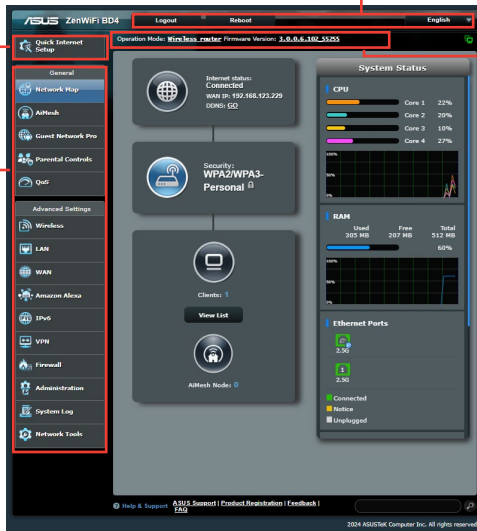 ASUS ZenWiFi BD4 Logout Reboot English
Quick Internet Setup
Operation Mode: Wireless router Firmware Version: 3.0.0.6.102_55255
General
Network Map
AiMesh
Guest Network Pro
Parental Controls
QoS
Advanced Settings
Wireless
LAN
WAN
Amazon Alexa
IPv6
VPN
Firewall
Administration
System Log
Network Tools
Internet status:
Connected
WAN IP: 192.168.123.229
DDNS: GO
Security:
WPA2/WPA3-
Personal
Clients: 1
View List
AiMesh Node: 0
System Status
CPU
Core 1 22%
Core 2 20%
Core 3 10%
Core 4 27%
100%
50%
0%
RAM
Used Free Total
305 MB 207 MB 512 MB
60%
100%
50%
0%
Ethernet Ports
2.5G
1
2.5G
Connected
Notice
Unplugged
Help & Support ASUS Support | Product Registration | Feedback |
FAQ
2024 ASUSTeK Computer Inc. All rights reserved